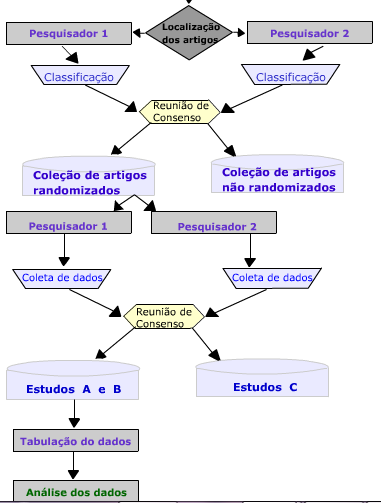 Localização
dos artigos
Pesquisador 1
Pesquisador 2
Classificação
Classificação
Reunião de
Consenso
Coleção de artigos
randomizados
Coleção de artigos
não randomizados
Pesquisador 1
Pesquisador 2
Coleta de dados
Coleta de dados
Reunião de
Consenso
Estudos A e B
Estudos C
Tabulação do dados
Análise dos dados